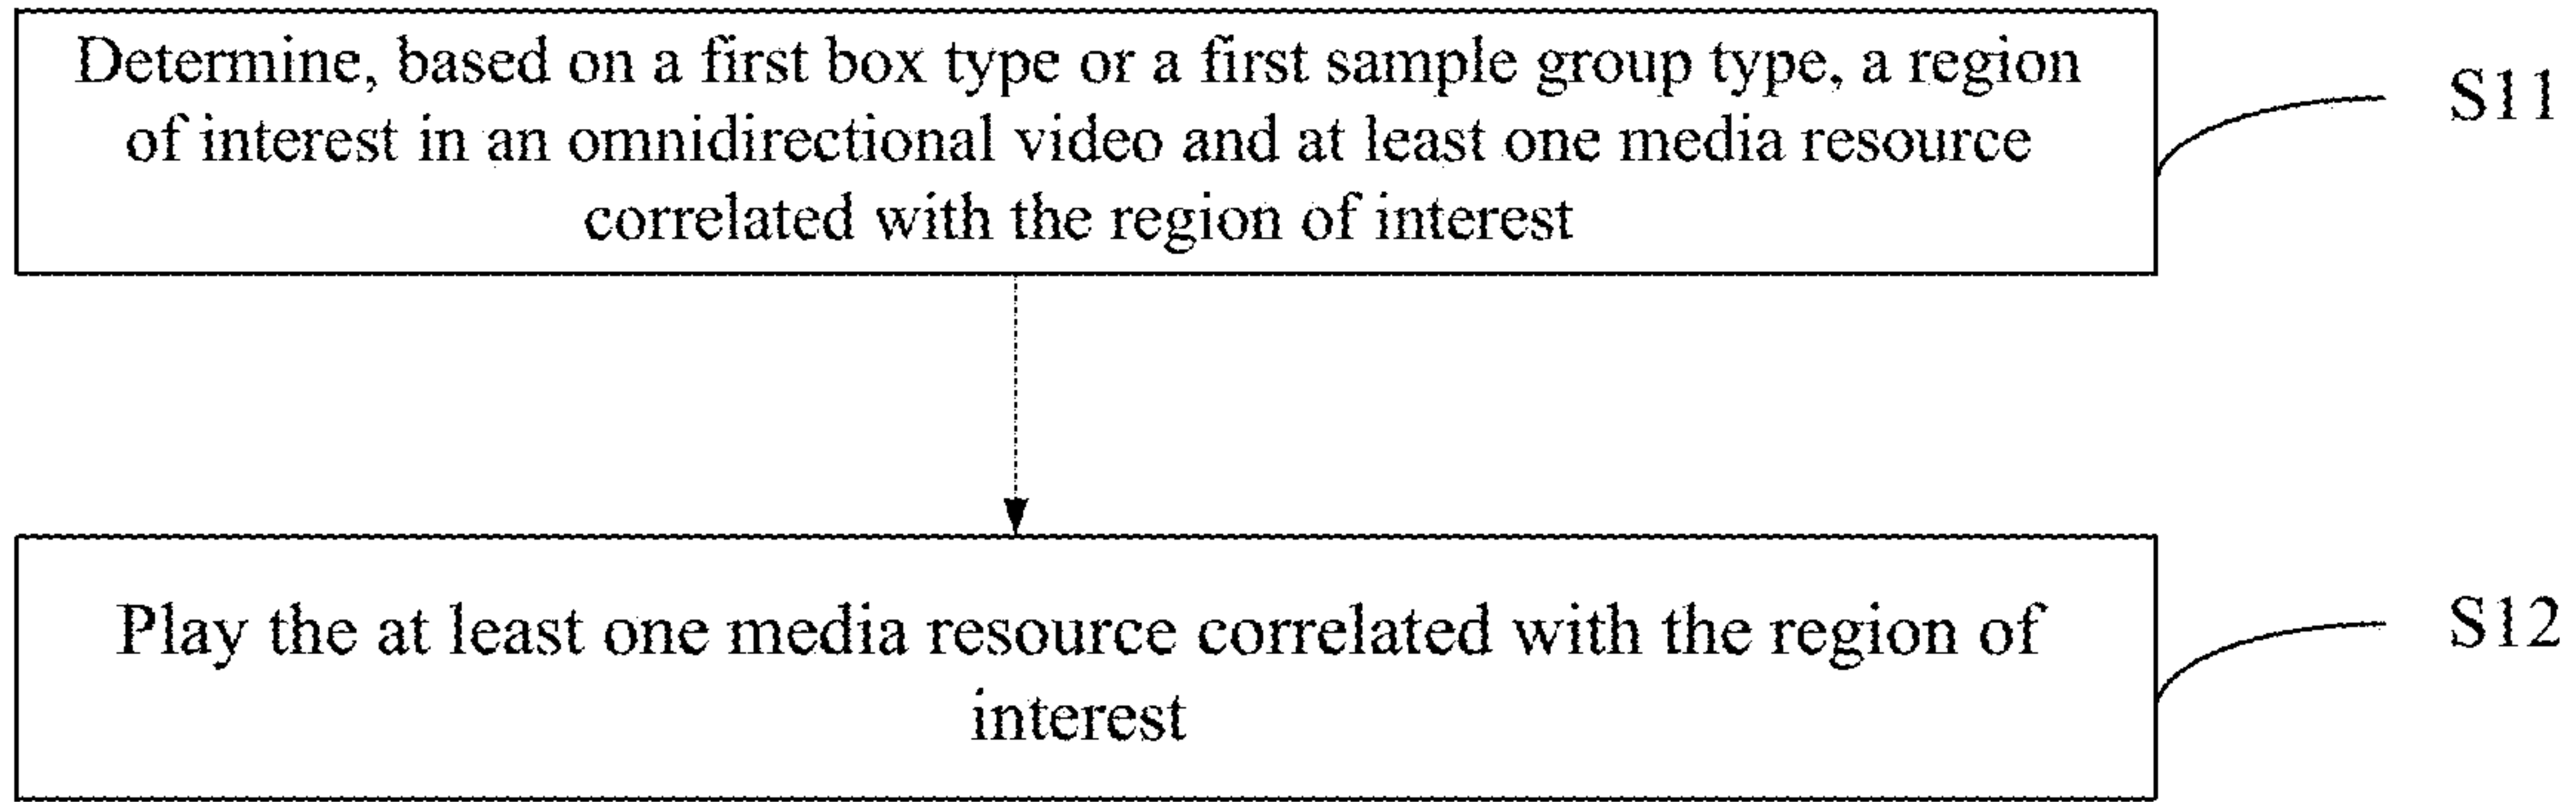 Determine, based on a first box type or a first sample group type, a region
of interest in an omnidirectional video and at least one media resource
correlated with the region of interest
S11
Play the at least one media resource correlated with the region of
interest
S12